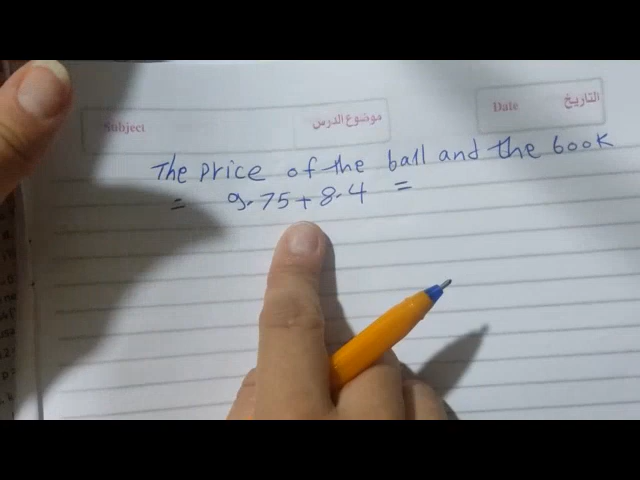 Subject موضوع الدرس Date التاريخ
The price of the ball and the book
= 9.75+8.4 =